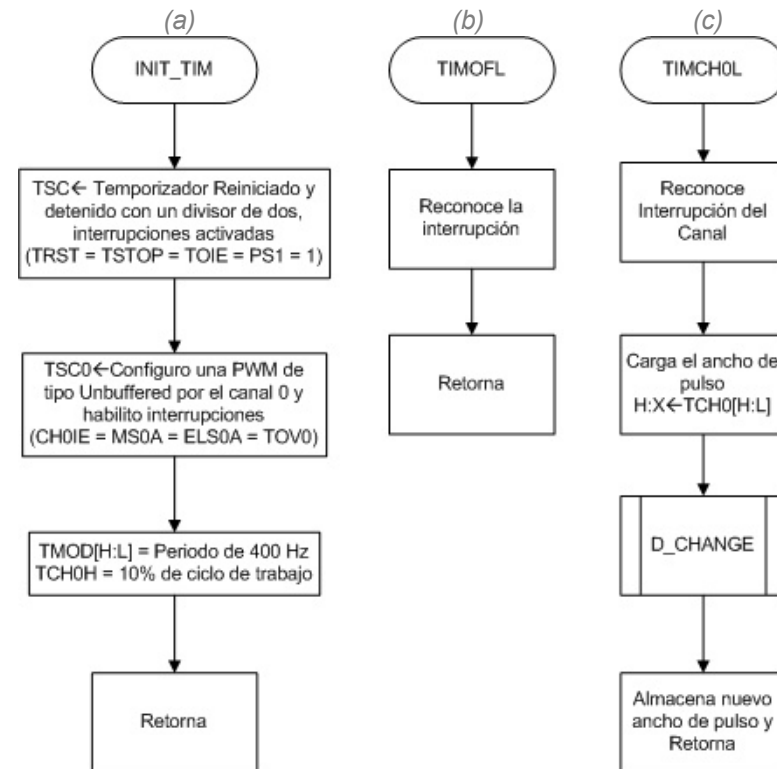 (a)
INIT_TIM
TSC← Temporizador Reiniciado y
detenido con un divisor de dos,
interrupciones activadas
(TRST = TSTOP = TOIE = PS1 = 1)
TSC0←Configuro una PWM de
tipo Unbuffered por el canal 0 y
habilito interrupciones
(CH0IE = MS0A = ELS0A = TOV0)
TMOD[H:L] = Periodo de 400 Hz
TCH0H = 10% de ciclo de trabajo
Retorna
(b)
TIMOFL
Reconoce la
interrupción
Retorna
(c)
TIMCH0L
Reconoce
Interrupción del
Canal
Carga el ancho de
pulso
H:X←TCH0[H:L]
D_CHANGE
Almacena nuevo
ancho de pulso y
Retorna